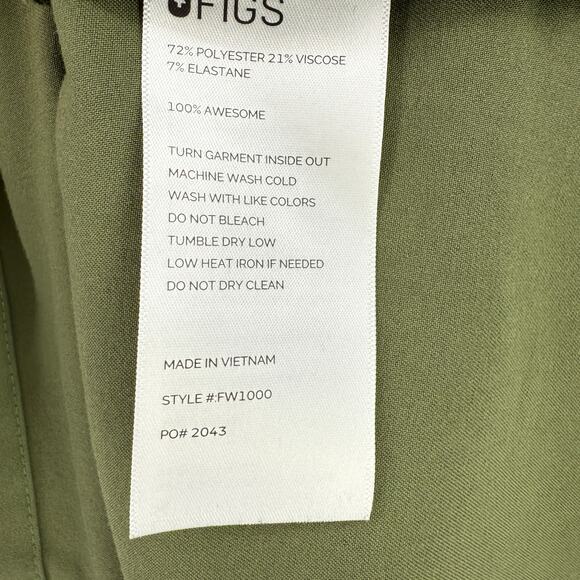 FIGS
72% POLYESTER 21% VISCOSE
7% ELASTANE
100% AWESOME
TURN GARMENT INSIDE OUT
MACHINE WASH COLD
WASH WITH LIKE COLORS
DO NOT BLEACH
TUMBLE DRY LOW
LOW HEAT IRON IF NEEDED
DO NOT DRY CLEAN
MADE IN VIETNAM
STYLE #:FW1000
PO# 2043